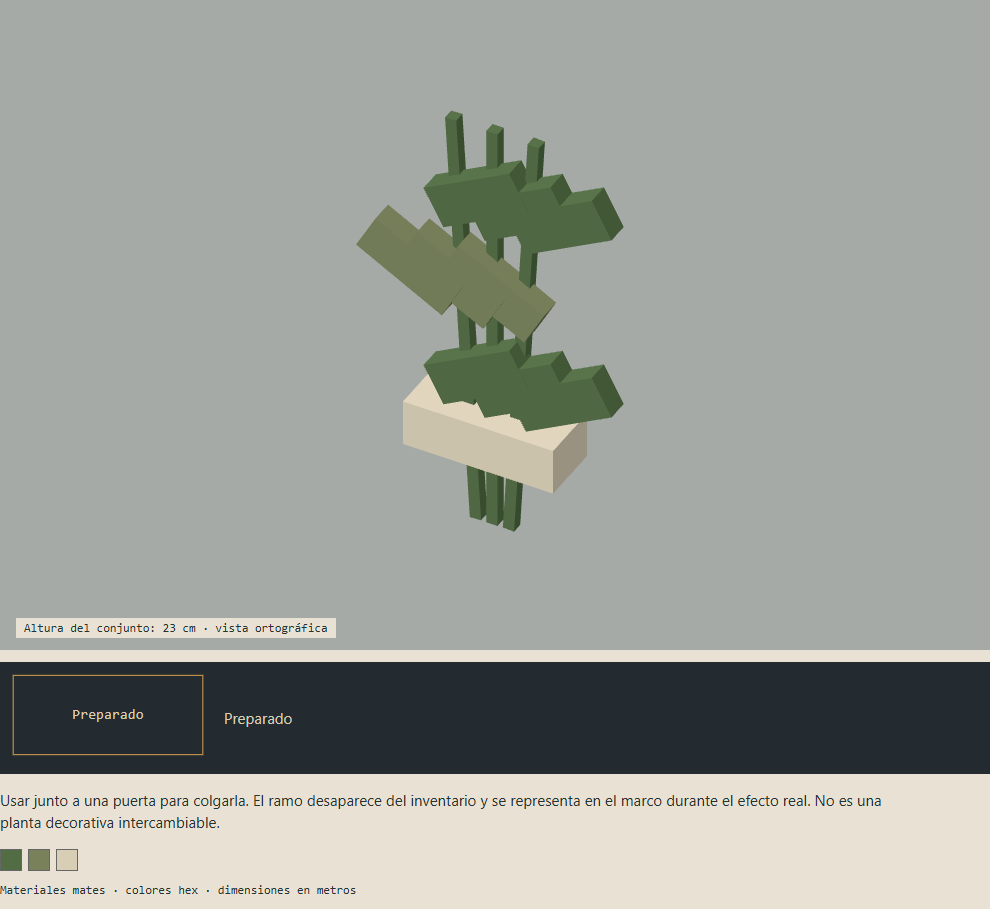 Altura del conjunto: 23 cm · vista ortográfica
Preparado
Preparado
Usar junto a una puerta para colgarla. El ramo desaparece del inventario y se representa en el marco durante el efecto real. No es una
planta decorativa intercambiable.
Materiales mates · colores hex · dimensiones en metros